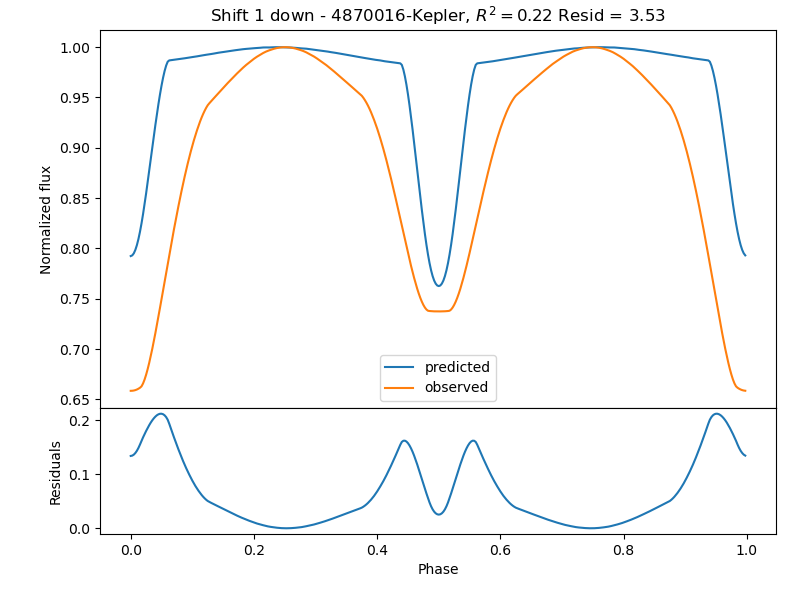 Shift 1 down - 4870016-Kepler, R² = 0.22 Resid = 3.53
Normalized flux
1.00
0.95
0.90
0.85
0.80
0.75
0.70
0.65
predicted
observed
Residuals
0.2
0.1
0.0
0.0
0.2
0.4
0.6
0.8
1.0
Phase